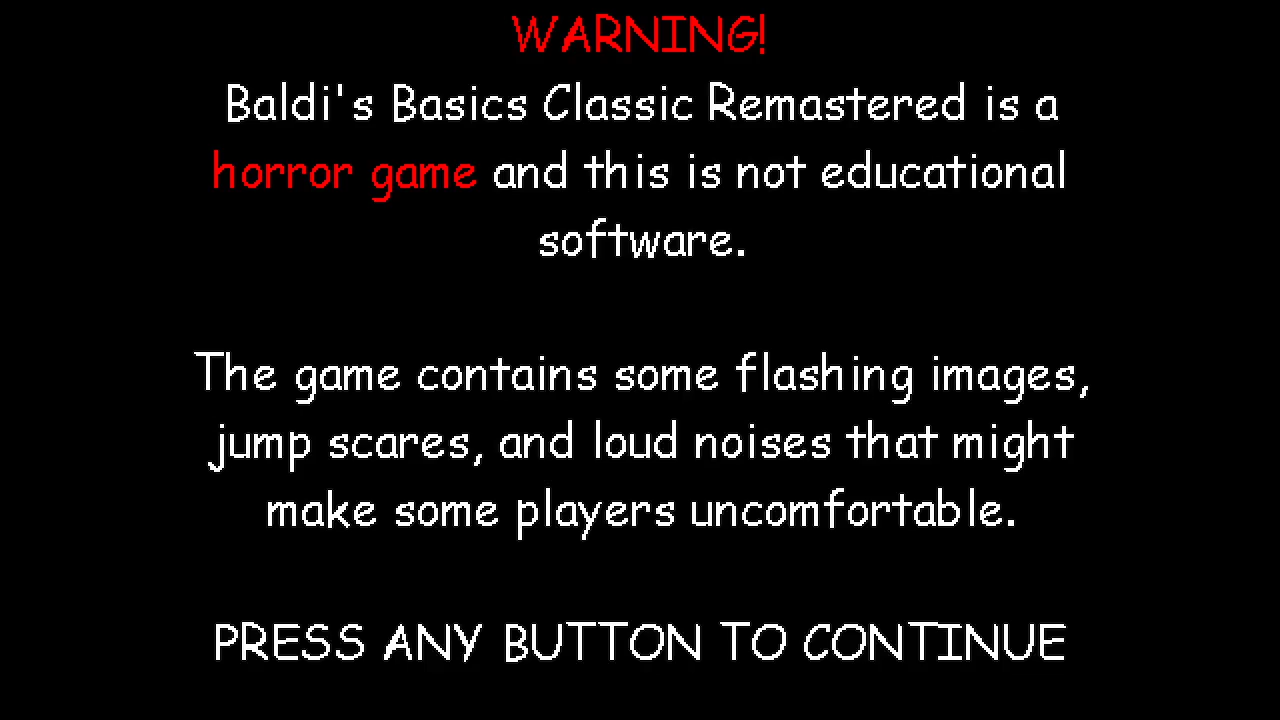 WARNING!
Baldi's Basics Classic Remastered is a
horror game and this is not educational
software.
The game contains some flashing images,
jump scares, and loud noises that might
make some players uncomfortable.
PRESS ANY BUTTON TO CONTINUE